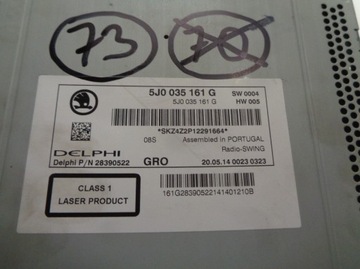 73
70
5J0 035 161 G
SW 0004
5J0 035 161 G
HW 005
*SKZ4Z2P12291664*
08S
Assembled in PORTUGAL
Radio-SWING
DELPHI
Delphi P/N 28390522
GRO
20.05.14 0023 0323
CLASS 1
LASER PRODUCT
161G28390522141401210B